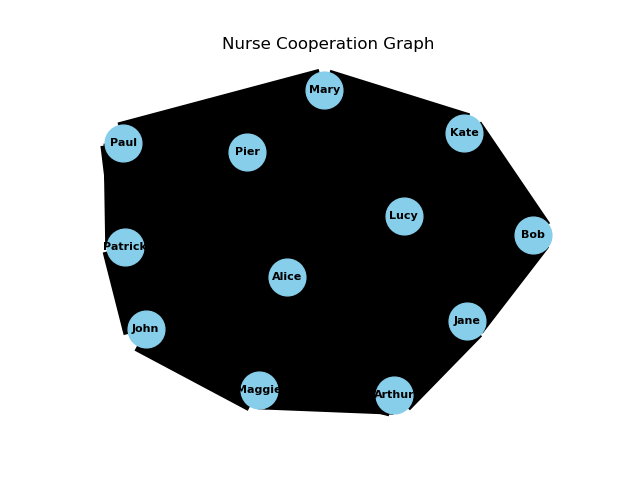 Nurse Cooperation Graph
Mary
Kate
Paul
Pier
Lucy
Bob
Patrick
Alice
Jane
John
Maggie
Arthur